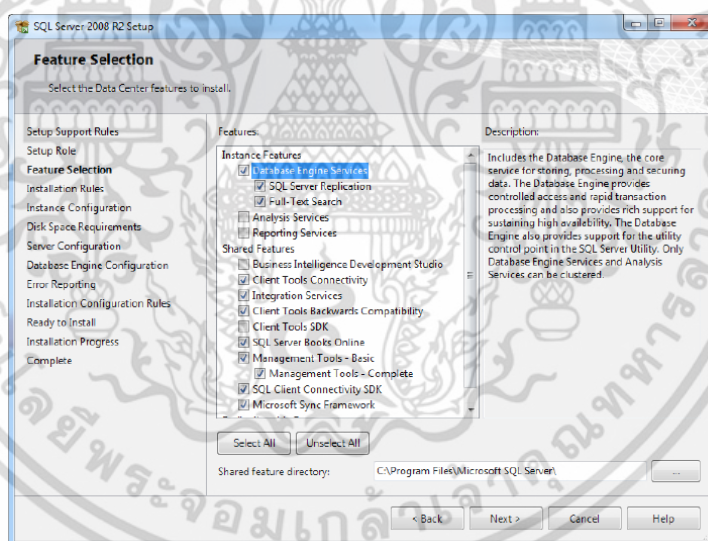 SQL Server 2008 R2 Setup
Feature Selection
Select the Data Center features to install.
Setup Support Rules
Setup Role
Feature Selection
Installation Rules
Instance Configuration
Disk Space Requirements
Server Configuration
Database Engine Configuration
Error Reporting
Installation Configuration Rules
Ready to Install
Installation Progress
Complete
Features:
Instance Features
Database Engine Services
SQL Server Replication
Full-Text Search
Analysis Services
Reporting Services
Shared Features
Business Intelligence Development Studio
Client Tools Connectivity
Integration Services
Client Tools Backwards Compatibility
Client Tools SDK
SQL Server Books Online
Management Tools - Basic
Management Tools - Complete
SQL Client Connectivity SDK
Microsoft Sync Framework
Description:
Includes the Database Engine, the core
service for storing, processing and securing
data. The Database Engine provides
controlled access and rapid transaction
processing and also provides rich support for
sustaining high availability. The Database
Engine also provides support for the utility
control point in the SQL Server Utility. Only
Database Engine Services and Analysis
Services can be clustered.
Select All
Unselect All
Shared feature directory:
C:\Program Files\Microsoft SQL Server\
...
< Back
Next >
Cancel
Help